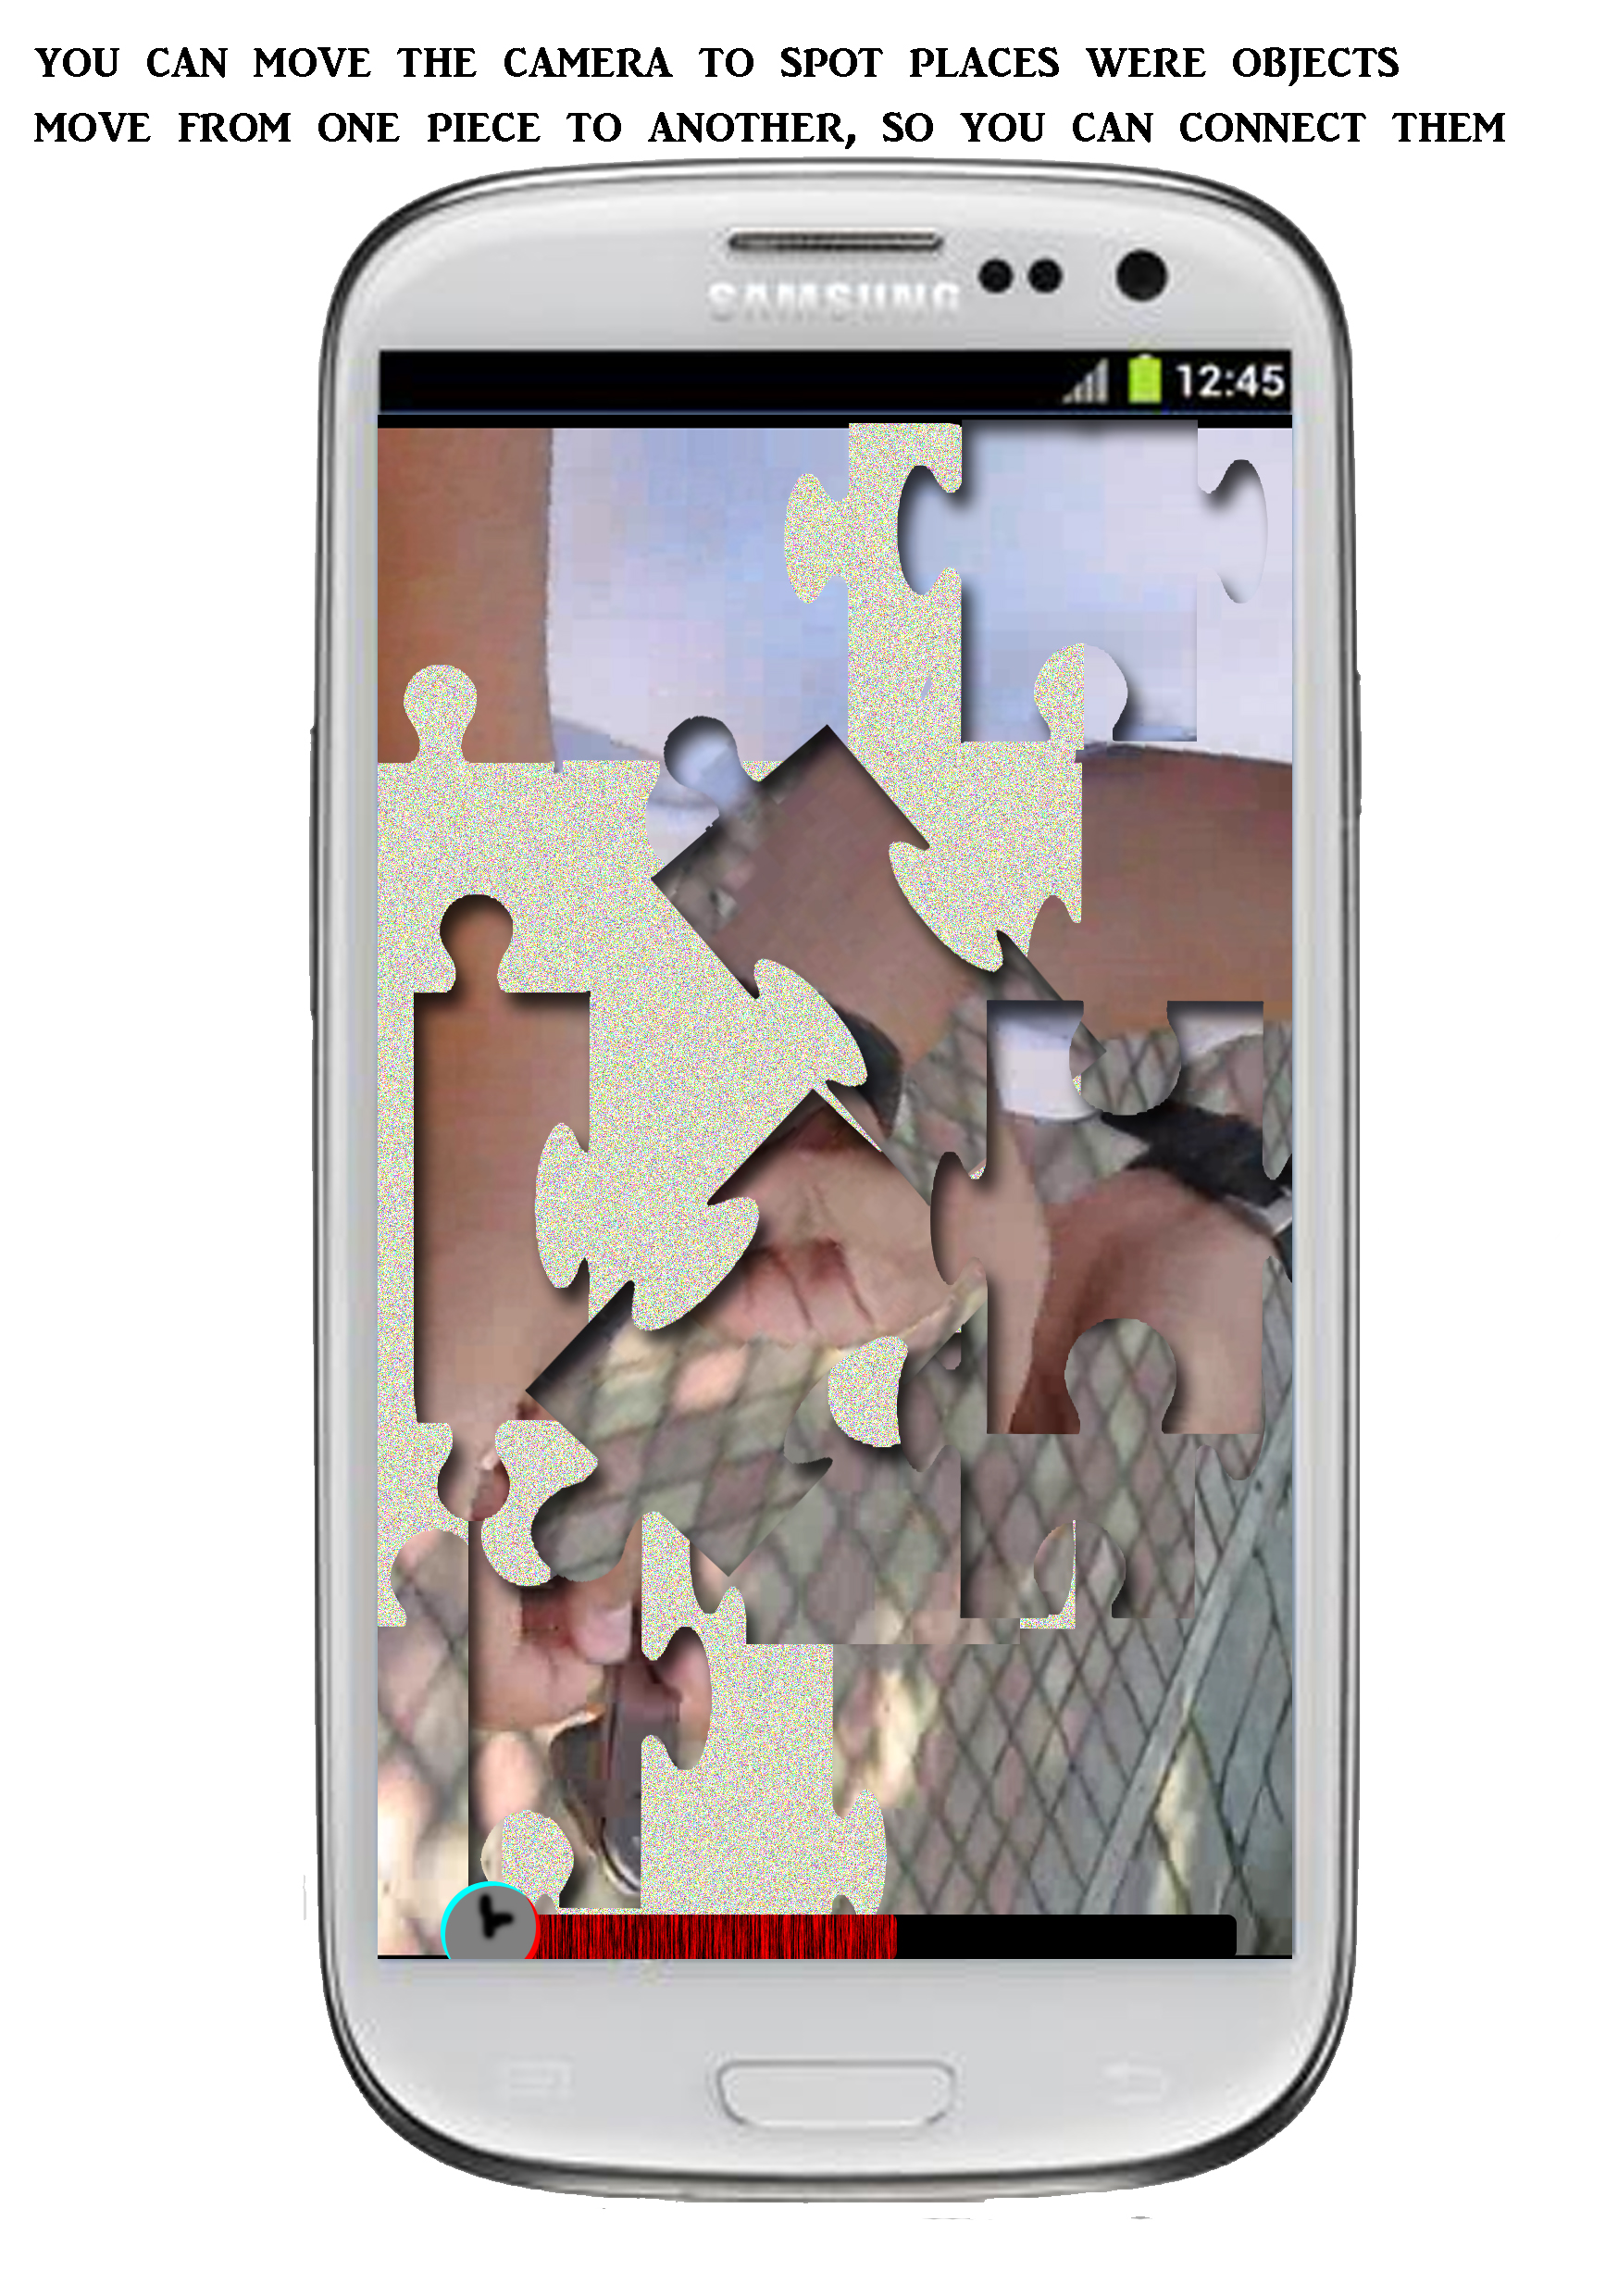 YOU CAN MOVE THE CAMERA TO SPOT PLACES WERE OBJECTS
MOVE FROM ONE PIECE TO ANOTHER, SO YOU CAN CONNECT THEM
SAMSUNG
12:45